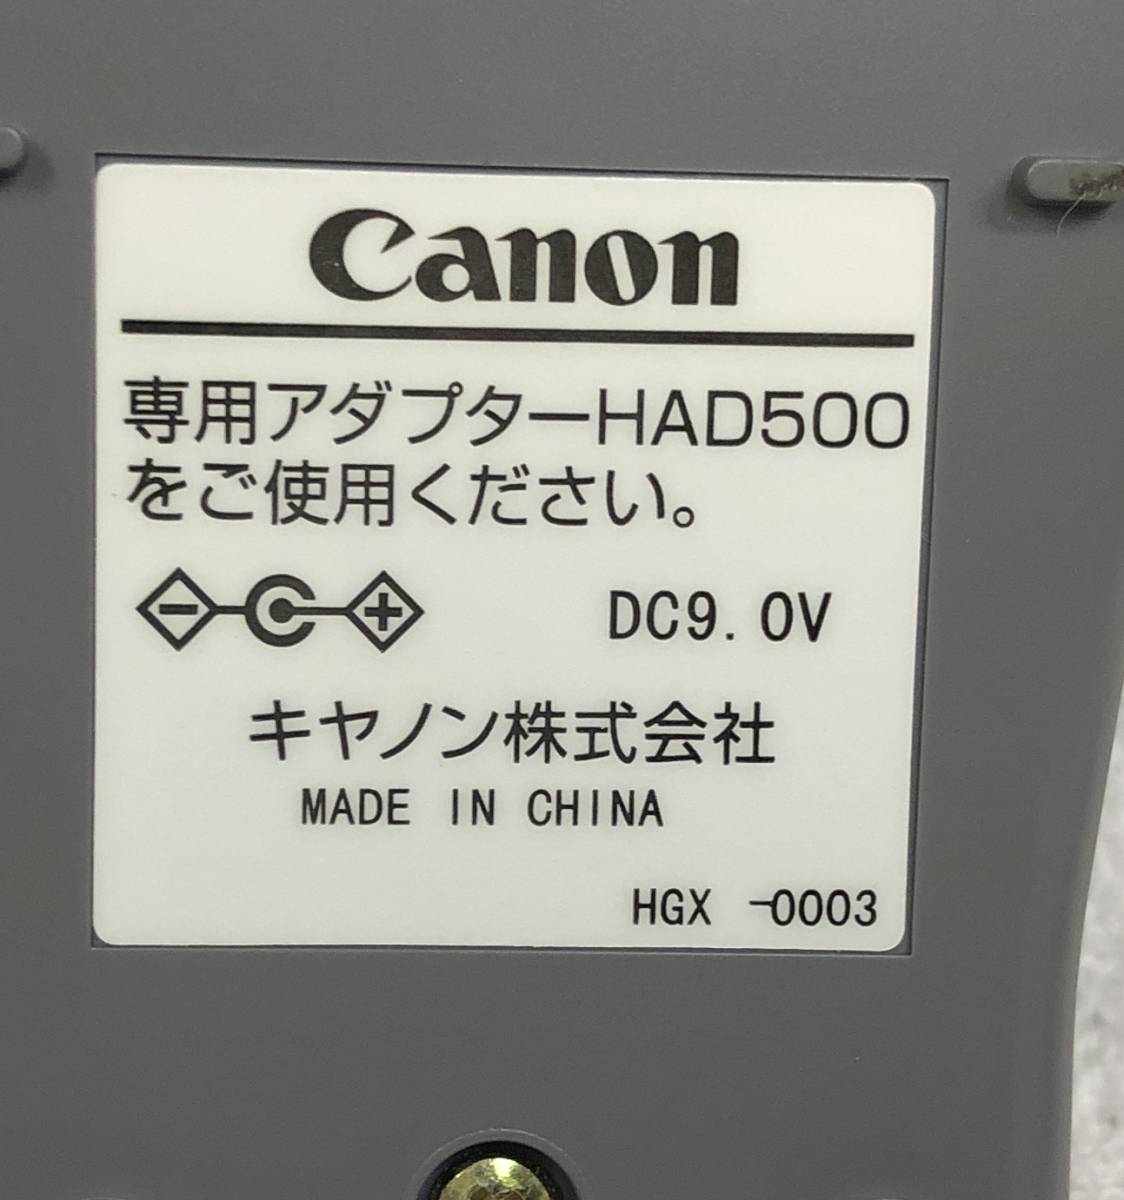 Canon
専用アダプターHAD500
をご使用ください。
DC9.0V
キヤノン株式会社
MADE IN CHINA
HGX -0003